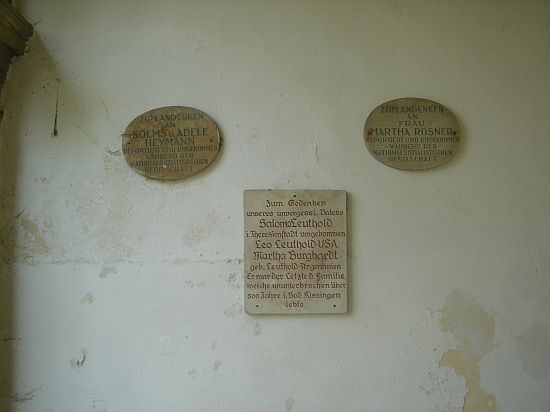 ZUM ANDENKEN
AN
SOLMS U. ADELE
HEYMANN
DEPORTIERT UND UMGEKOMMEN
WÄHREND DER
NATIONALSOZIALISTISCHEN
HERRSCHAFT
ZUM ANDENKEN
AN
FRAU
MARTHA ROSNER
DEPORTIERT UND UMGEKOMMEN
WÄHREND DER
NATIONALSOZIALISTISCHEN
HERRSCHAFT
Zum Gedenken
unseres unvergessl. Vaters
Salomo Leuthold
i. Theresienstadt umgekommen
Leo Leuthold-USA.
Martha Burghardt
geb. Leuthold-Argentinien
Er war der Letzte d. Familie,
welche ununterbrochen über
500 Jahre i. Bad Kissingen
lebte.